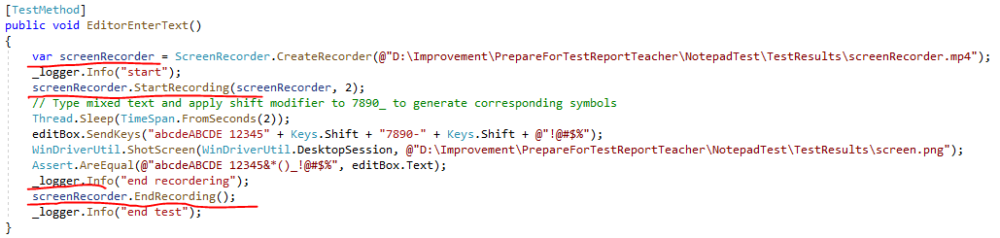 [TestMethod]
public void EditorEnterText()
{
var screenRecorder = ScreenRecorder.CreateRecorder(@"D:\Improvement\PrepareForTestReportTeacher\NotepadTest\TestResults\screenRecorder.mp4");
_logger.Info("start");
screenRecorder.StartRecording(screenRecorder, 2);
// Type mixed text and apply shift modifier to 7890_ to generate corresponding symbols
Thread.Sleep(TimeSpan.FromSeconds(2));
editBox.SendKeys("abcdeABCDE 12345" + Keys.Shift + "7890-" + Keys.Shift + @"!@#$%");
WinDriverUtil.ShotScreen(WinDriverUtil.DesktopSession, @"D:\Improvement\PrepareForTestReportTeacher\NotepadTest\TestResults\screen.png");
Assert.AreEqual(@"abcdeABCDE 12345&*()_!@#$%", editBox.Text);
_logger.Info("end recordering");
screenRecorder.EndRecording();
_logger.Info("end test");
}